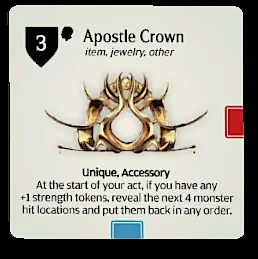 3
Apostle Crown
item, jewelry, other
Unique, Accessory
At the start of your act, if you have any
+1 strength tokens, reveal the next 4 monster
hit locations and put them back in any order.